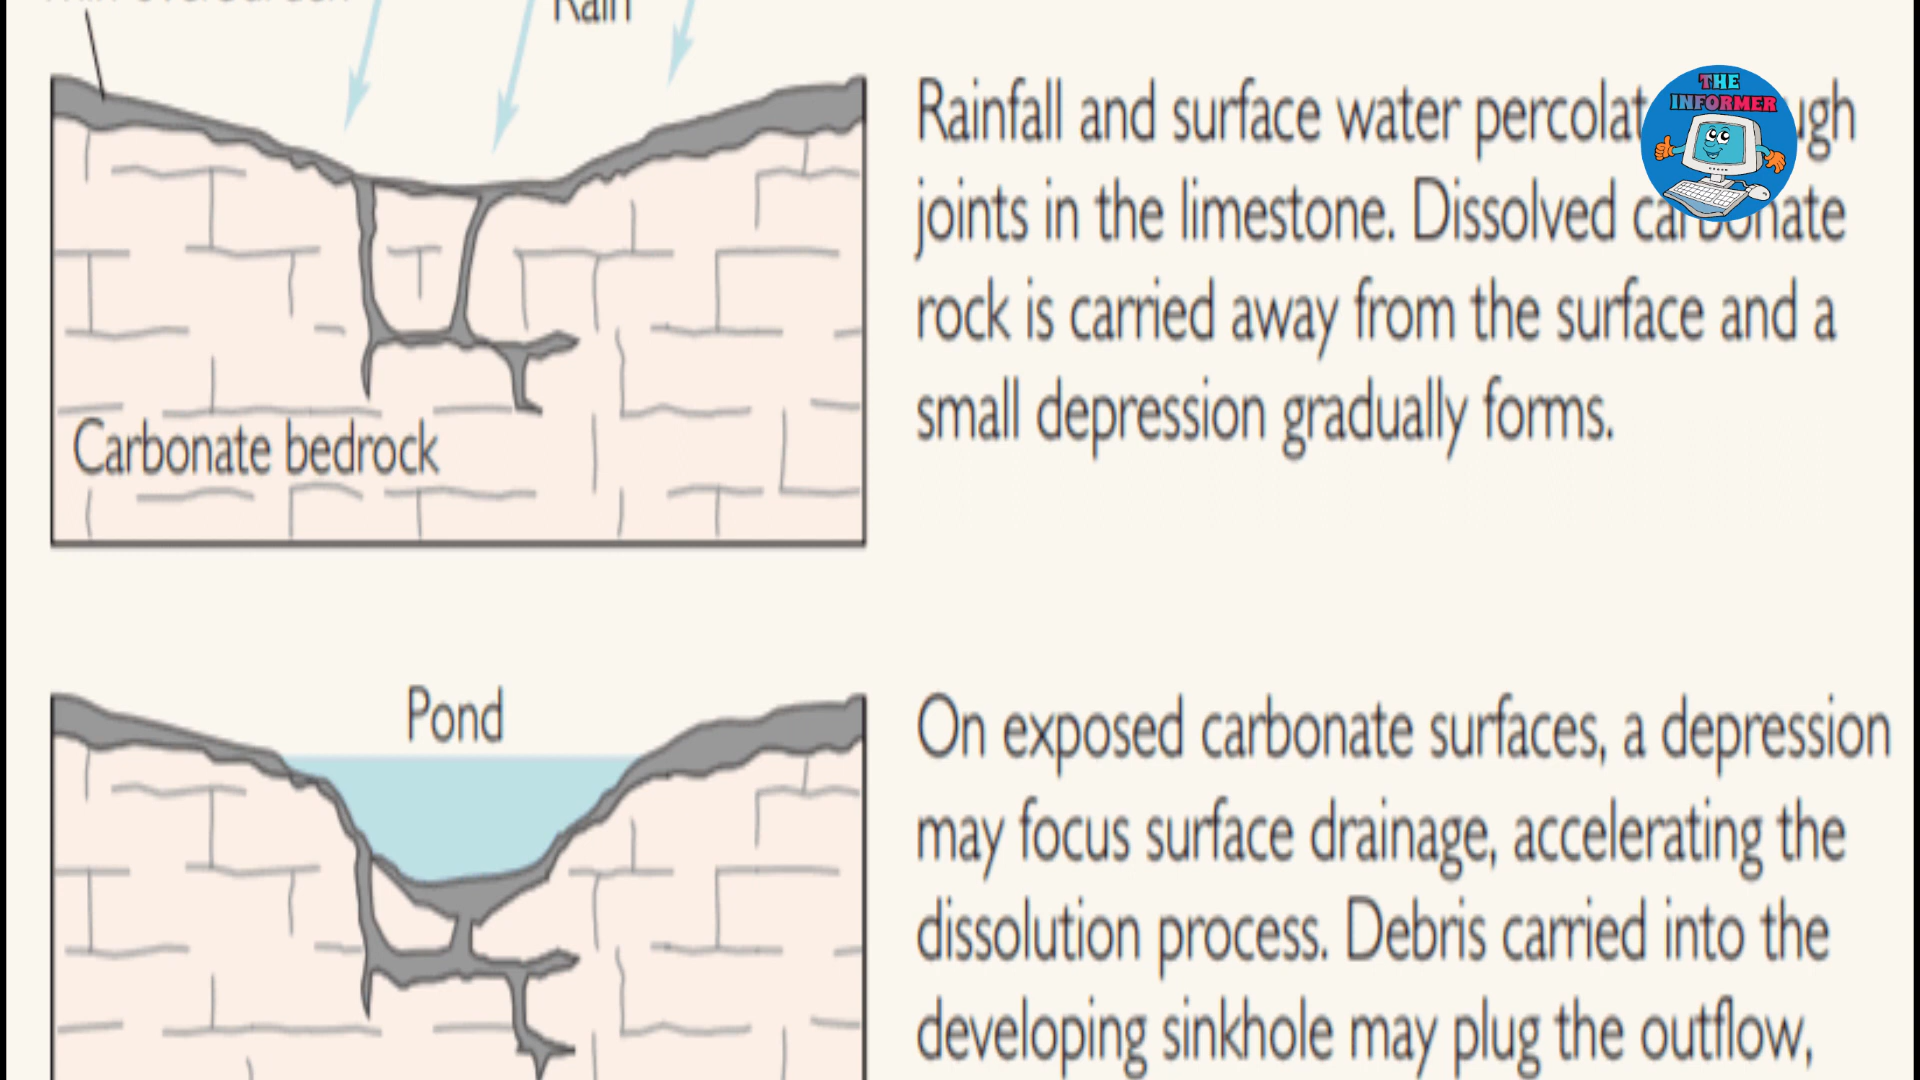 Rain
THE
INFORMER
Rainfall and surface water percolat ugh
joints in the limestone. Dissolved carbonate
rock is carried away from the surface and a
small depression gradually forms.
Carbonate bedrock
Pond
On exposed carbonate surfaces, a depression
may focus surface drainage, accelerating the
dissolution process. Debris carried into the
developing sinkhole may plug the outflow,